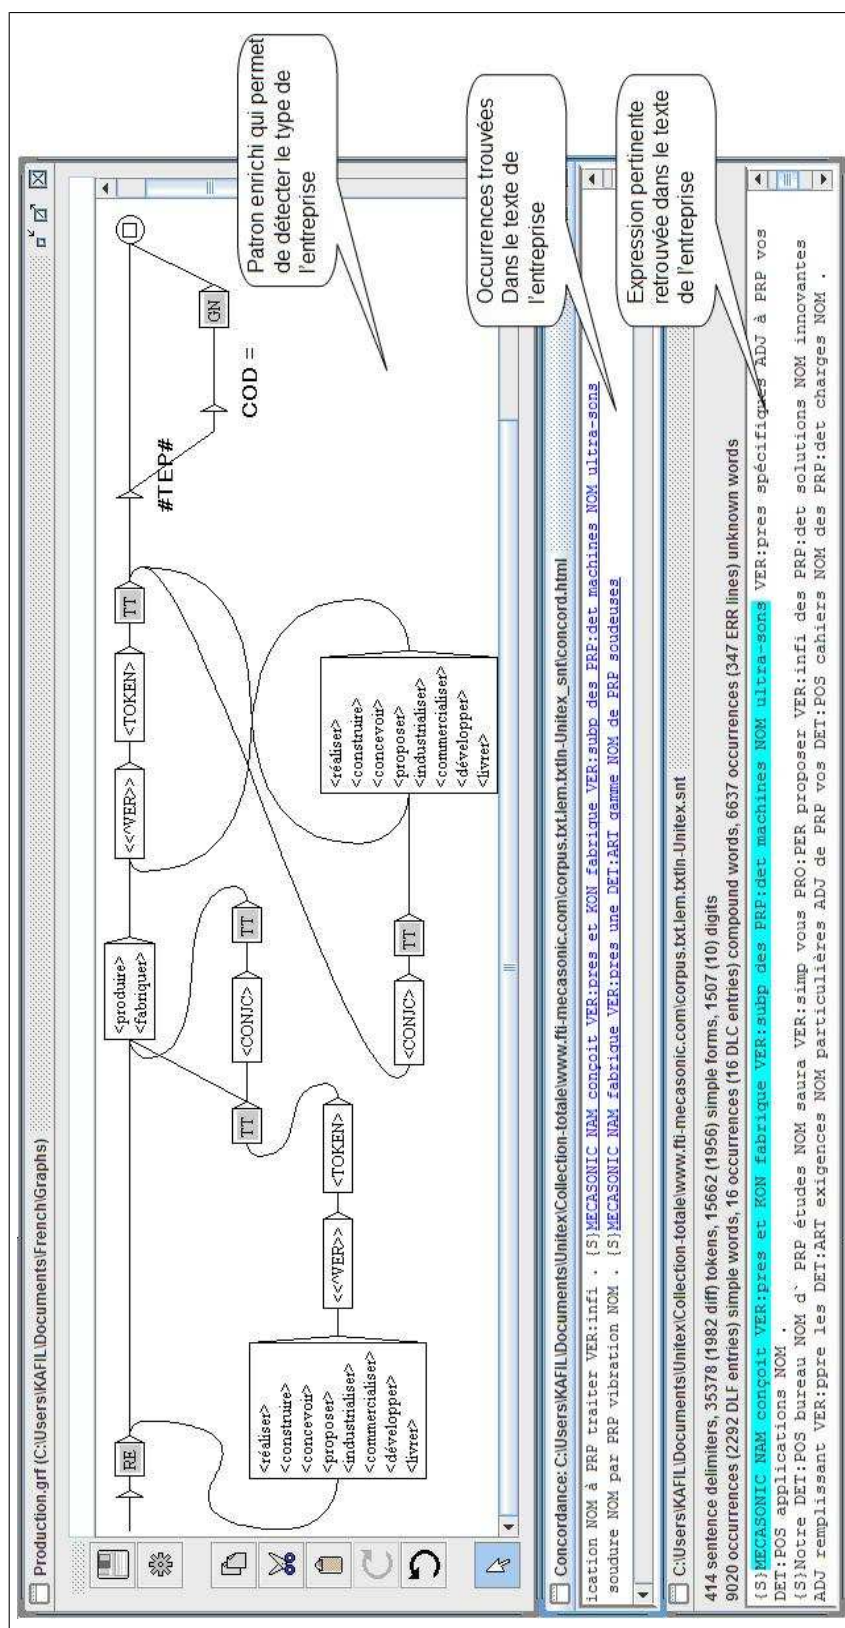 Production.grf (C:\Users\KAFIL\Documents\French\Graphs)
RE
<réaliser>
<construire>
<concevoir>
<proposer>
<industrialiser>
<commercialiser>
<développer>
<livrer>
<<^VER>>
<TOKEN>
TT
<CONJC>
TT
<produire>
<fabriquer>
<<^VER>>
<TOKEN>
TT
<CONJC>
TT
<réaliser>
<construire>
<concevoir>
<proposer>
<industrialiser>
<commercialiser>
<développer>
<livrer>
#TEP#
COD =
GN
Patron enrichi qui permet
de détecter le type de
l'entreprise
Concordance: C:\Users\KAFIL\Documents\Unitex\Collection-totale\www.fti-mecasonic.com\corpus.txt.lem.txtIn-Unitex_snt\concord.html
ication NOM à PRP traiter VER:infi . {S}MECASONIC NAM conçoit VER:pres et KON fabrique VER:subp des PRP:det machines NOM ultra-sons
soudure NOM par PRP vibration NOM . {S}MECASONIC NAM fabrique VER:pres une DET:ART gamme NOM de PRP soudeuses
Occurrences trouvées
Dans le texte de
l'entreprise
C:\Users\KAFIL\Documents\Unitex\Collection-totale\www.fti-mecasonic.com\corpus.txt.lem.txtIn-Unitex.snt
414 sentence delimiters, 35378 (1982 diff) tokens, 15662 (1956) simple forms, 1507 (10) digits
9020 occurrences (2292 DLF entries) simple words, 16 occurrences (16 DLC entries) compound words, 6637 occurrences (347 ERR lines) unknown words
{S}MECASONIC NAM conçoit VER:pres et KON fabrique VER:subp des PRP:det machines NOM ultra-sons VER:pres spécifiques ADJ à PRP vos
DET:POS applications NOM .
{S}Notre DET:POS bureau NOM d` PRP études NOM saura VER:simp vous PRO:PER proposer VER:infi des PRP:det solutions NOM innovantes
ADJ remplissant VER:ppre les DET:ART exigences NOM particulières ADJ de PRP vos DET:POS cahiers NOM des PRP:det charges NOM .
Expression pertinente
retrouvée dans le texte
de l'entreprise